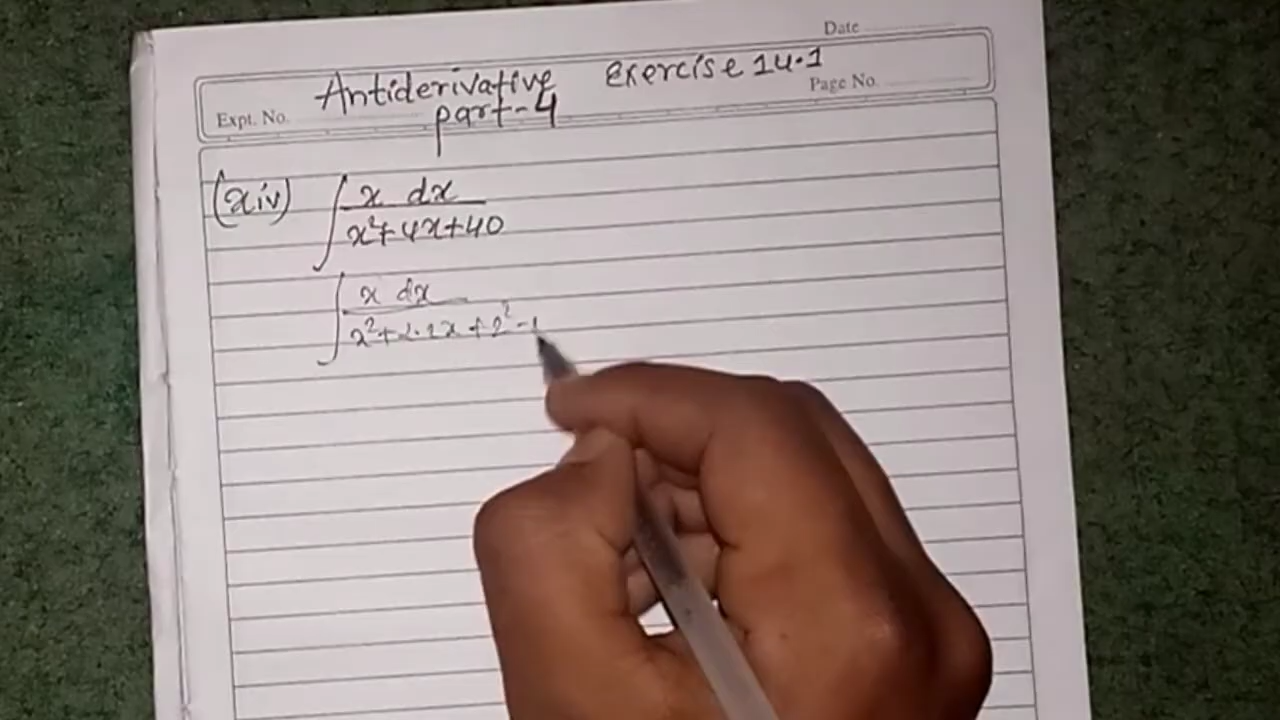 Date
Antiderivative Exercise 14.1
Expt. No. part-4 Page No.
(xiv) ∫ x dx
x²+4x+40
∫ x dx
x²+2.2x+2²-